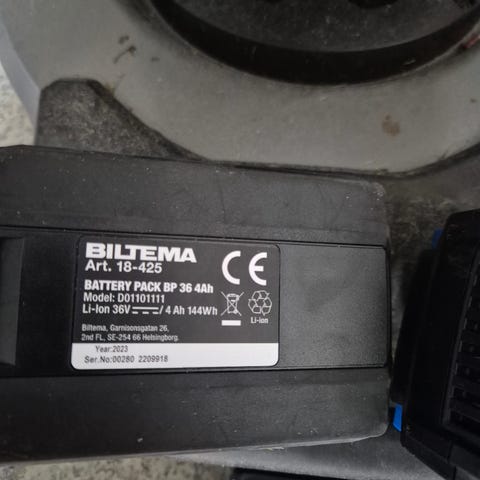 BILTEMA
Art. 18-425
BATTERY PACK BP 36 4Ah
Model: D01101111
Li-Ion 36V⎓/ 4 Ah 144Wh
Biltema, Garnisonsgatan 26,
2nd FL, SE-254 66 Helsingborg.
Year:2023
Ser.No:00280 2209918
CE
Li-ion